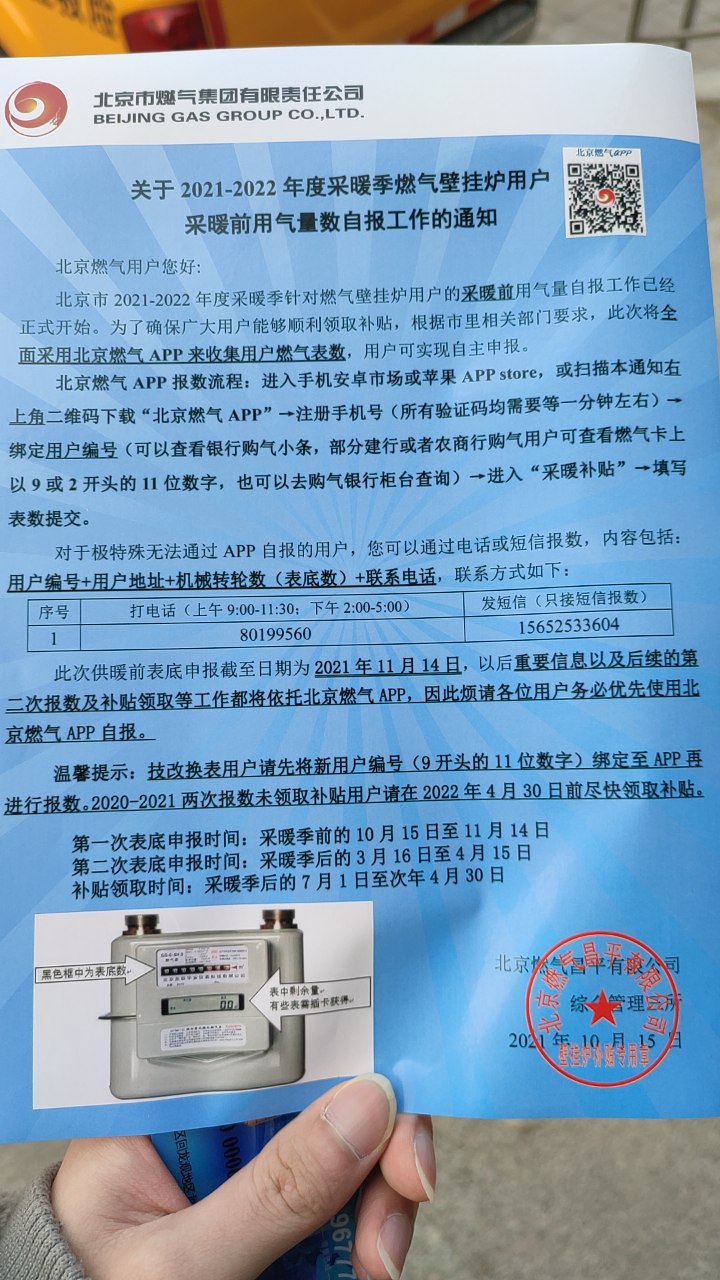 北京市燃气集团有限责任公司
BEIJING GAS GROUP CO.,LTD.
北京燃气APP
关于 2021-2022 年度采暖季燃气壁挂炉用户
采暖前用气量数自报工作的通知
北京燃气用户您好:
北京市 2021-2022 年度采暖季针对燃气壁挂炉用户的采暖前用气量自报工作已经
正式开始。为了确保广大用户能够顺利领取补贴，根据市里相关部门要求，此次将全
面采用北京燃气 APP 来收集用户燃气表数，用户可实现自主申报。
北京燃气 APP 报数流程：进入手机安卓市场或苹果 APP store，或扫描本通知右
上角二维码下载“北京燃气 APP”→注册手机号（所有验证码均需要等一分钟左右）→
绑定用户编号（可以查看银行购气小条，部分建行或者农商行购气用户可查看燃气卡上
以 9 或 2 开头的 11 位数字，也可以去购气银行柜台查询）→进入“采暖补贴”→填写
表数提交。
对于极特殊无法通过 APP 自报的用户，您可以通过电话或短信报数，内容包括：
用户编号+用户地址+机械转轮数（表底数）+联系电话，联系方式如下：
序号 打电话（上午 9:00-11:30；下午 2:00-5:00） 发短信（只接短信报数）
1 80199560 15652533604
此次供暖前表底申报截至日期为 2021 年 11 月 14 日，以后重要信息以及后续的第
二次报数及补贴领取等工作都将依托北京燃气 APP，因此烦请各位用户务必优先使用北
京燃气 APP 自报。
温馨提示：技改换表用户请先将新用户编号（9 开头的 11 位数字）绑定至 APP 再
进行报数。2020-2021 两次报数未领取补贴用户请在 2022 年 4 月 30 日前尽快领取补贴。
第一次表底申报时间：采暖季前的 10 月 15 日至 11 月 14 日
第二次表底申报时间：采暖季后的 3 月 16 日至 4 月 15 日
补贴领取时间：采暖季后的 7 月 1 日至次年 4 月 30 日
黑色框中为表底数
表中剩余量
有些表需插卡获得
北京燃气昌平有限公司
综合管理所
2021 年 10 月 15 日
北京燃气昌平有限公司
壁挂炉补贴专用章